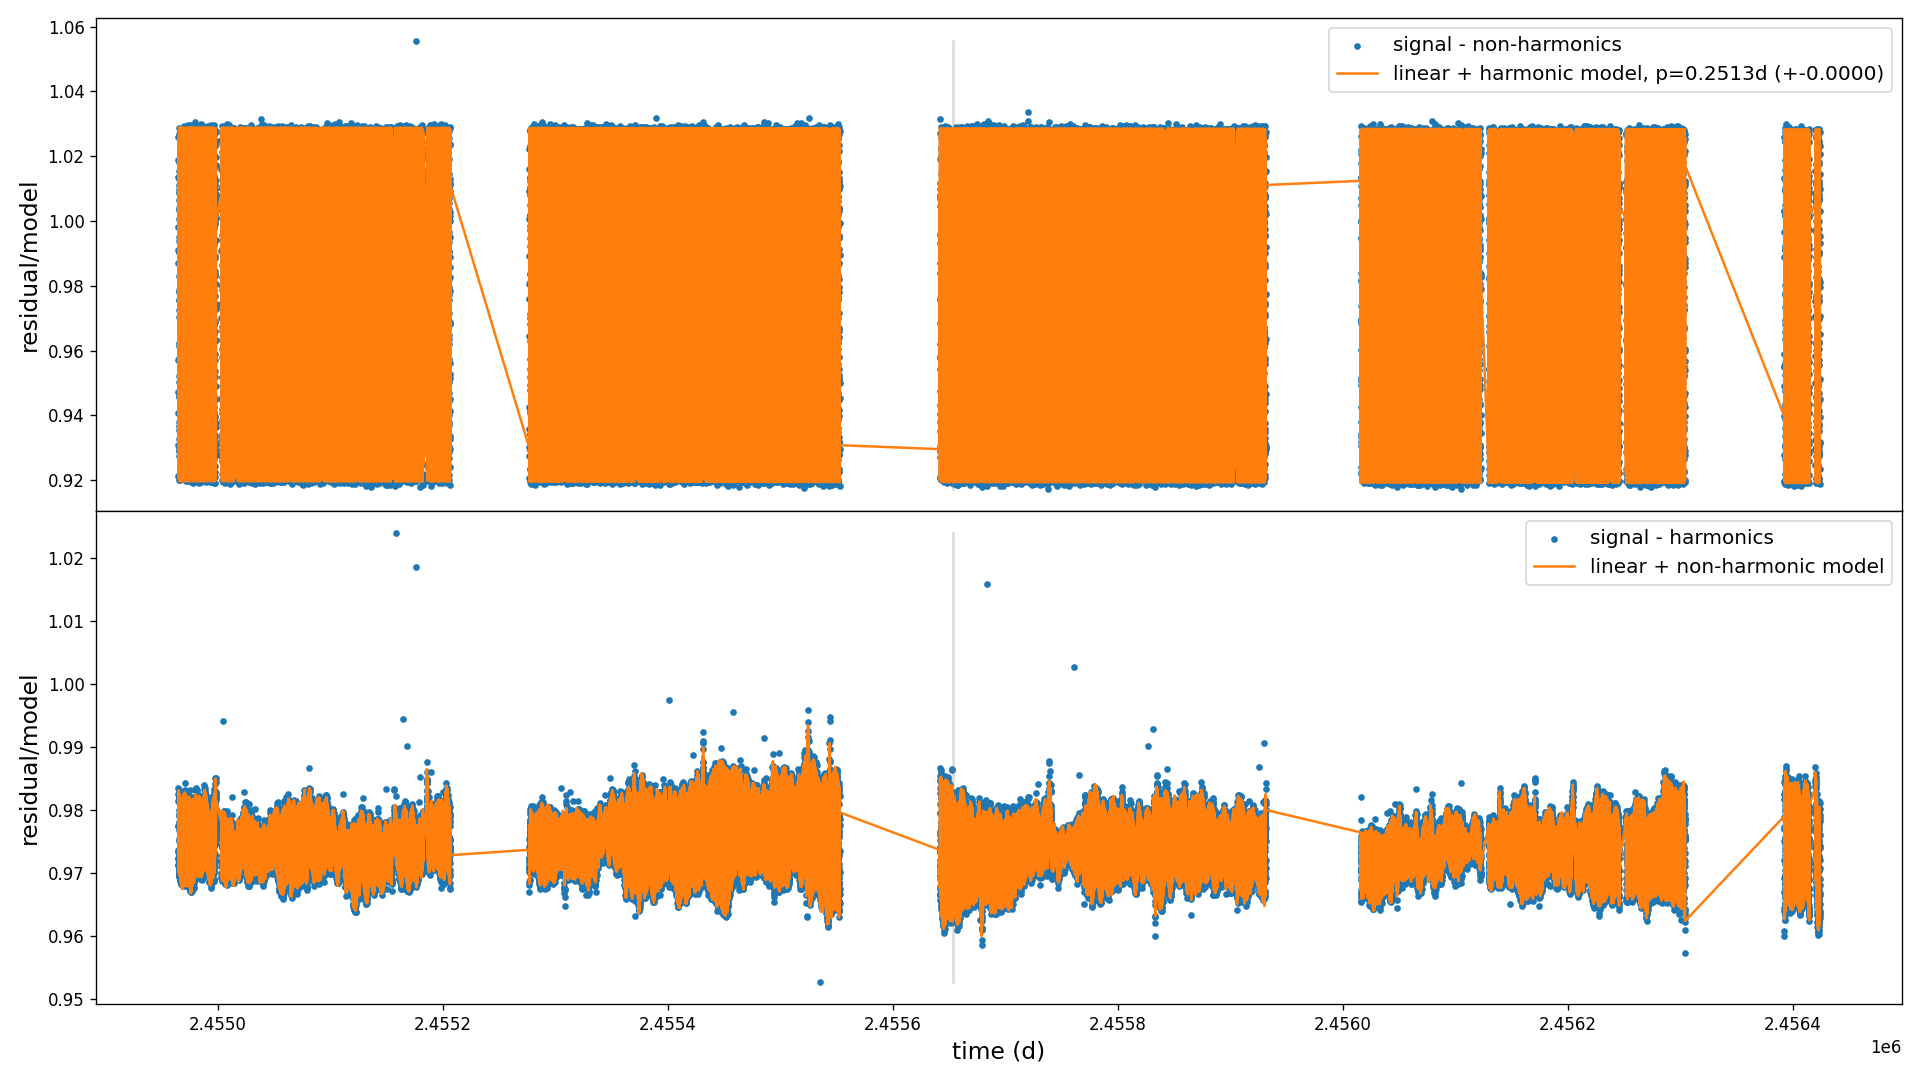 1.06
1.04
1.02
1.00
0.98
0.96
0.94
0.92
residual/model
signal - non-harmonics
linear + harmonic model, p=0.2513d (+-0.0000)
1.02
1.01
1.00
0.99
0.98
0.97
0.96
0.95
residual/model
signal - harmonics
linear + non-harmonic model
2.4550 2.4552 2.4554 2.4556 2.4558 2.4560 2.4562 2.4564
1e6
time (d)